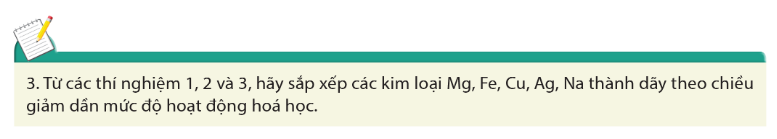 3. Từ các thí nghiệm 1, 2 và 3, hãy sắp xếp các kim loại Mg, Fe, Cu, Ag, Na thành dãy theo chiều
giảm dần mức độ hoạt động hoá học.